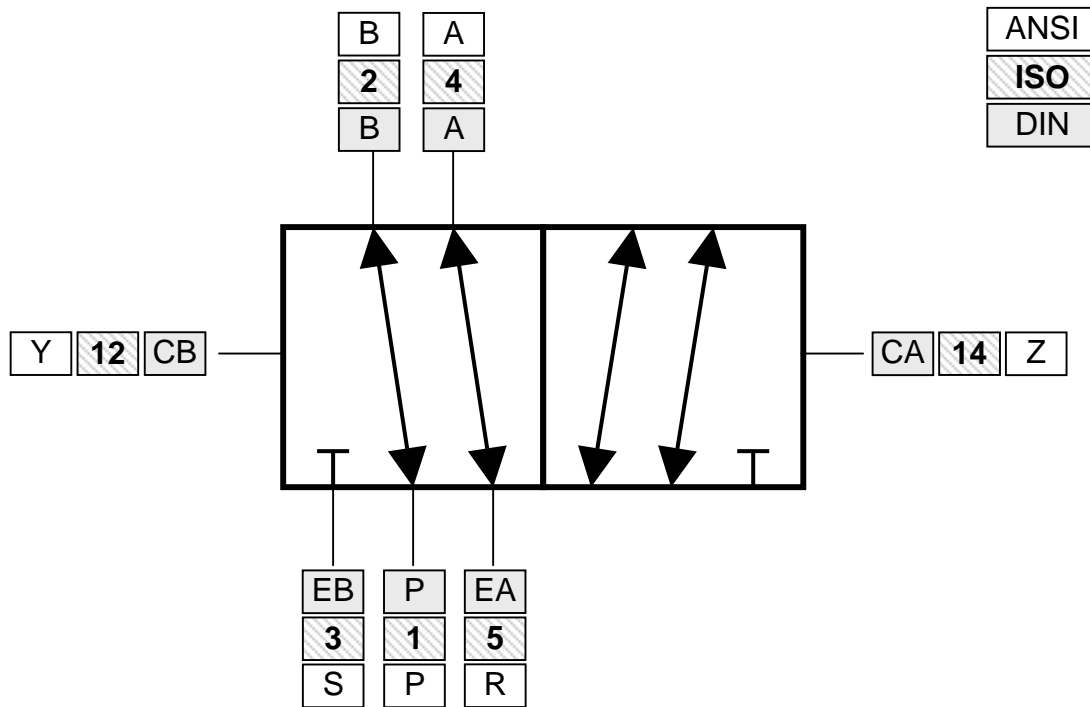 B A
2 4
B A
ANSI
ISO
DIN
Y 12 CB
CA 14 Z
EB P EA
3 1 5
S P R